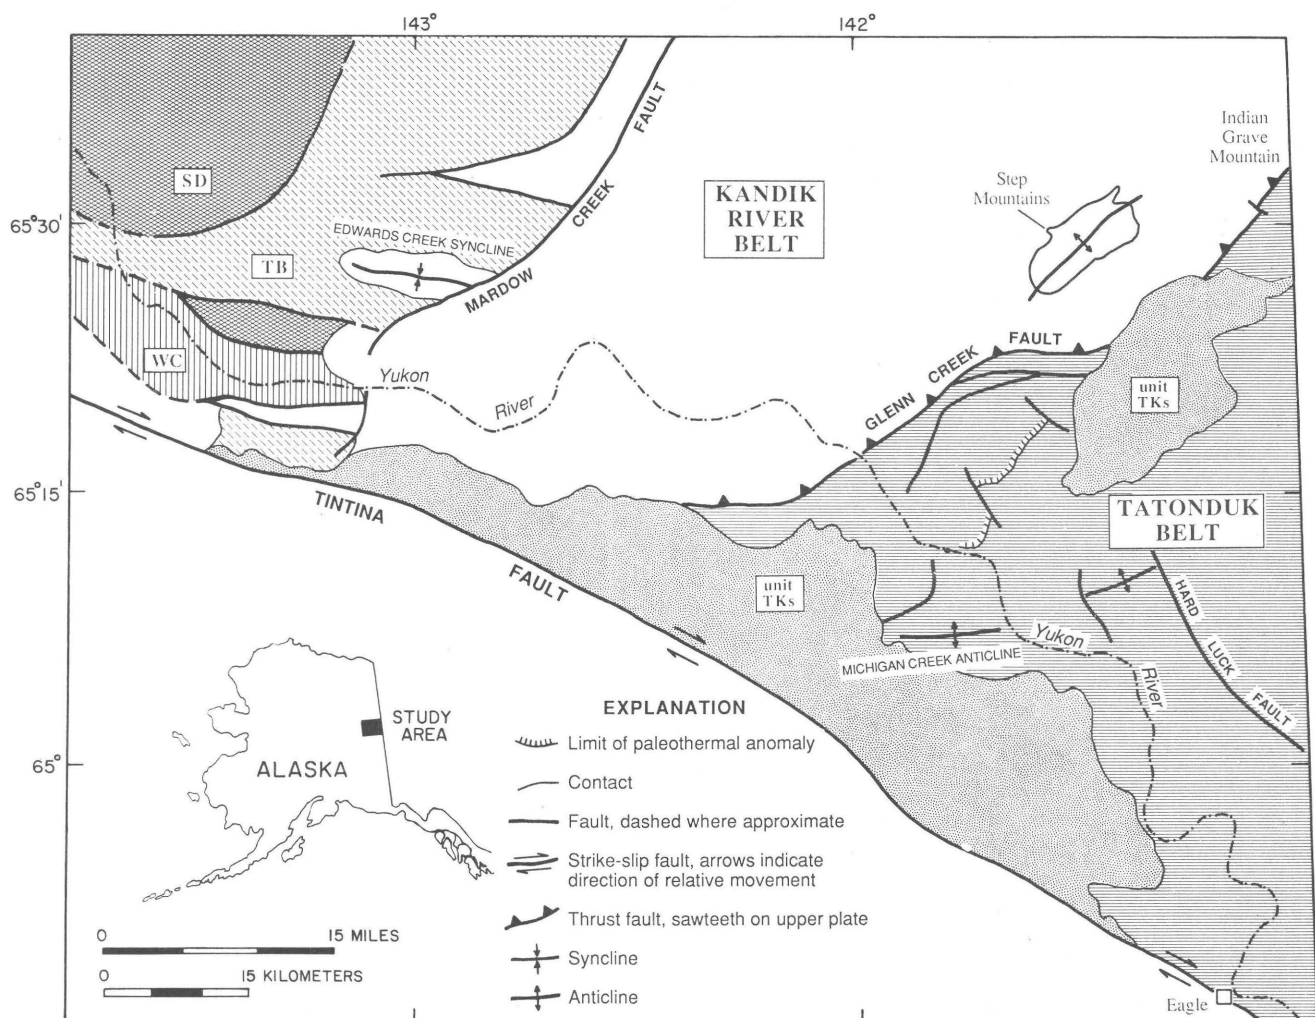 143°
142°
Indian
Grave
Mountain
Step
Mountains
SD
65°30'
KANDIK
RIVER
BELT
FAULT
CREEK
MARDOW
EDWARDS CREEK SYNCLINE
TB
WC
Yukon
River
GLENN CREEK FAULT
unit
TKs
65°15'
TINTINA
FAULT
TATONDUK
BELT
unit
TKs
HARD
LUCK
FAULT
Yukon
River
MICHIGAN CREEK ANTICLINE
65°
STUDY
AREA
ALASKA
EXPLANATION
Limit of paleothermal anomaly
Contact
Fault, dashed where approximate
Strike-slip fault, arrows indicate
direction of relative movement
Thrust fault, sawteeth on upper plate
Syncline
Anticline
0 15 MILES
0 15 KILOMETERS
Eagle